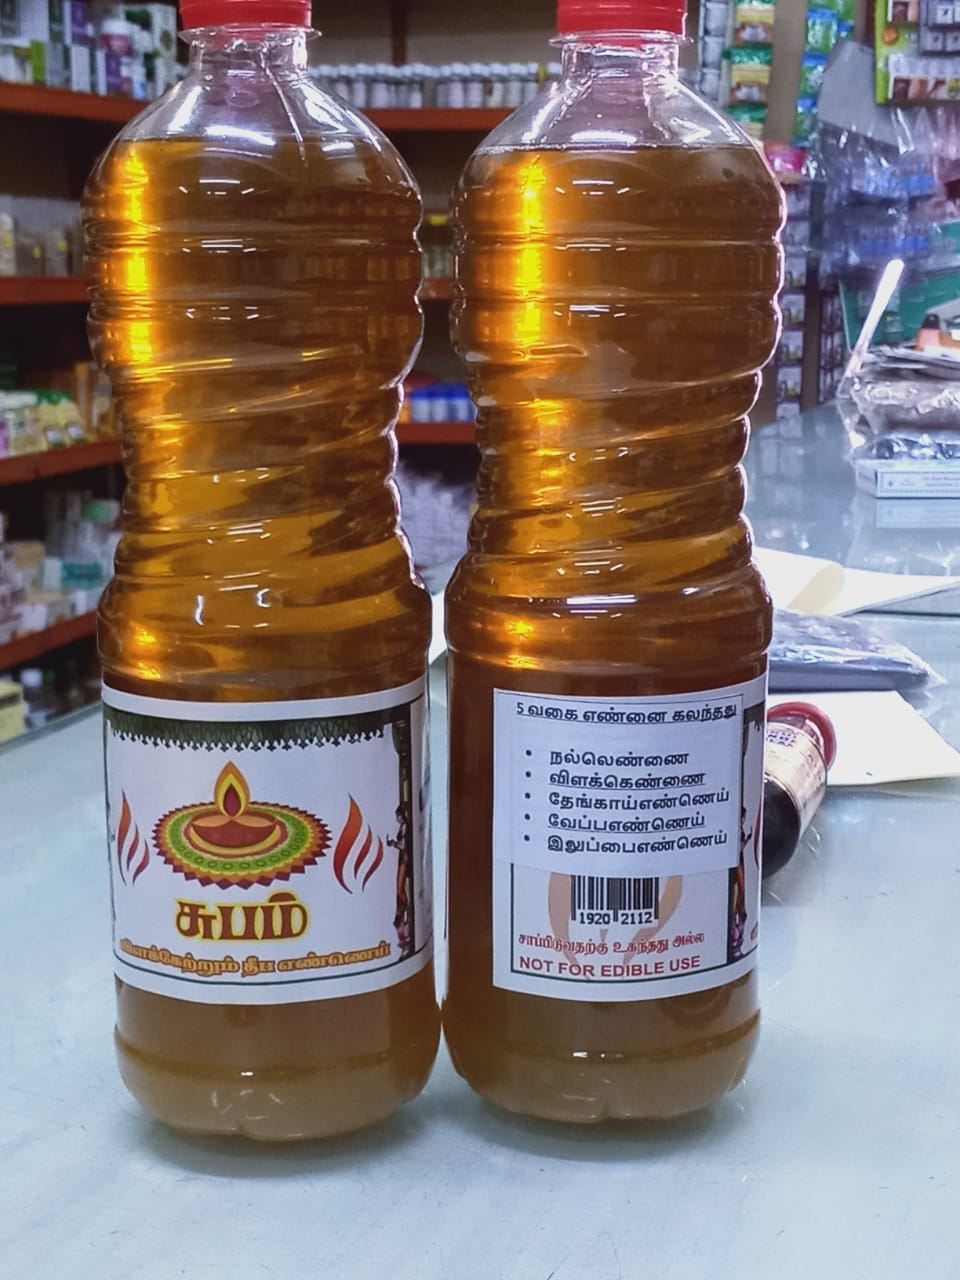 சுபம்
விளக்கேற்றும் தீப எண்ணெய்
5 வகை எண்னை கலந்தது
• நல்லெண்ணை
• விளக்கெண்ணை
• தேங்காய்எண்ணெய்
• வேப்பஎண்ணெய்
• இலுப்பைஎண்ணெய்
1920 2112
சாப்பிடுவதற்கு உகந்தது அல்ல
NOT FOR EDIBLE USE